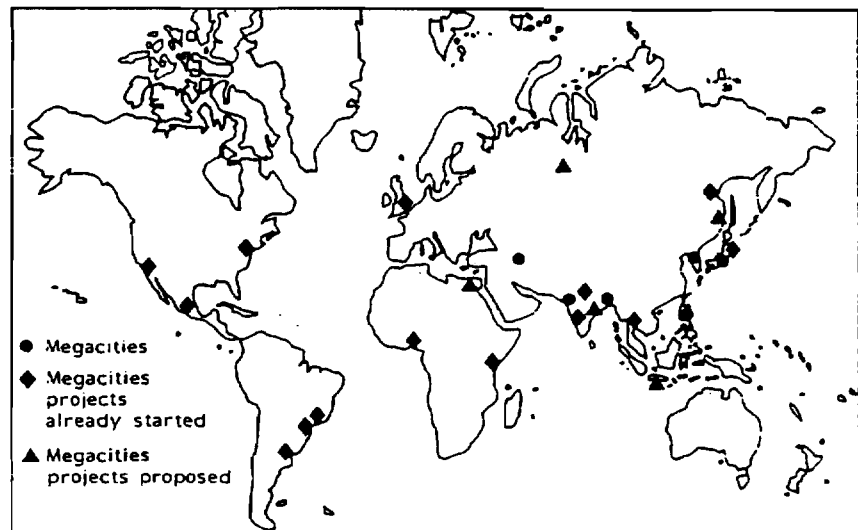 Megacities
Megacities
projects
already started
Megacities
projects proposed